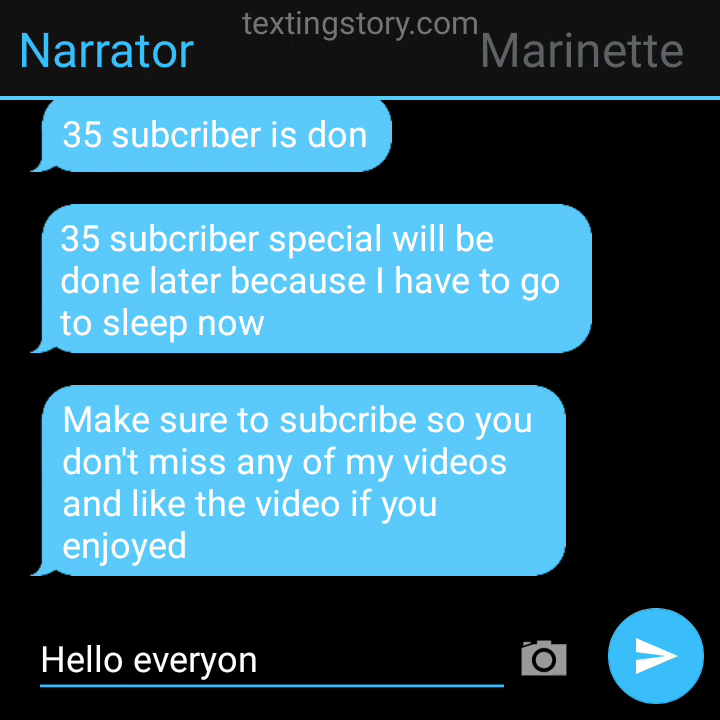 textingstory.com
Narrator
Marinette
35 subcriber is don
35 subcriber special will be
done later because I have to go
to sleep now
Make sure to subcribe so you
don't miss any of my videos
and like the video if you
enjoyed
Hello everyon